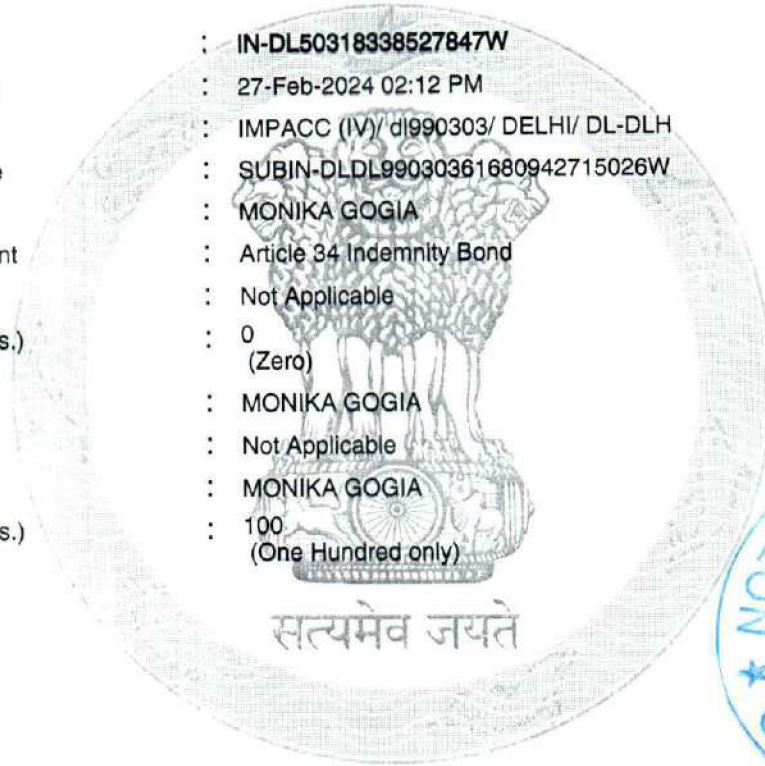 : IN-DL50318338527847W
: 27-Feb-2024 02:12 PM
: IMPACC (IV)/ dl990303/ DELHI/ DL-DLH
: SUBIN-DLDL99030361680942715026W
: MONIKA GOGIA
: Article 34 Indemnity Bond
: Not Applicable
s.) : 0
(Zero)
: MONIKA GOGIA
: Not Applicable
: MONIKA GOGIA
s.) : 100
(One Hundred only)
सत्यमेव जयते